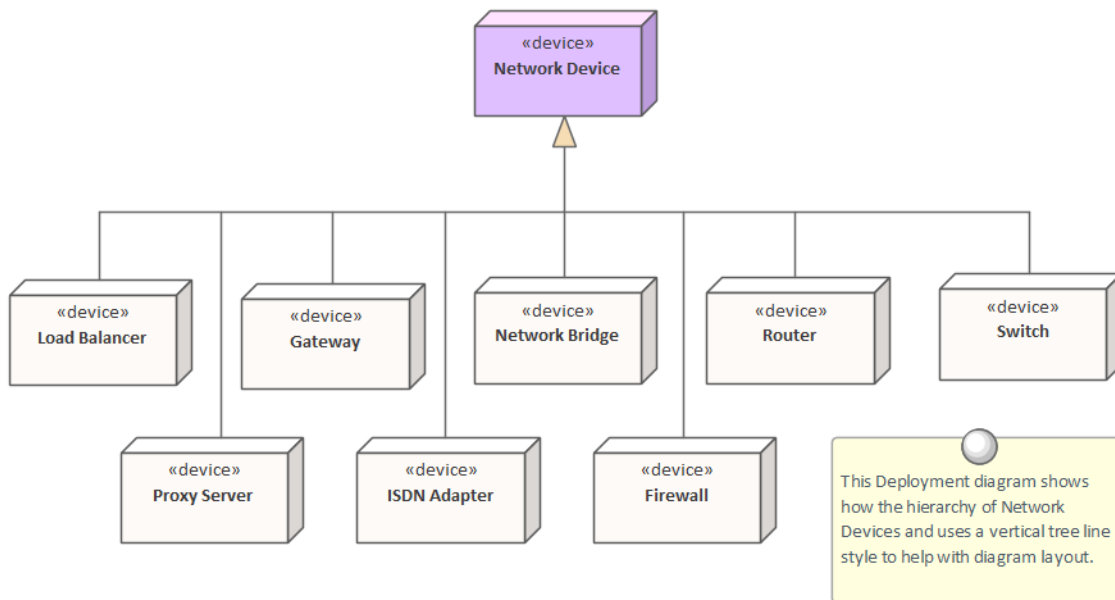 «device»
Network Device
«device»
Load Balancer
«device»
Gateway
«device»
Network Bridge
«device»
Router
«device»
Switch
«device»
Proxy Server
«device»
ISDN Adapter
«device»
Firewall
This Deployment diagram shows
how the hierarchy of Network
Devices and uses a vertical tree line
style to help with diagram layout.